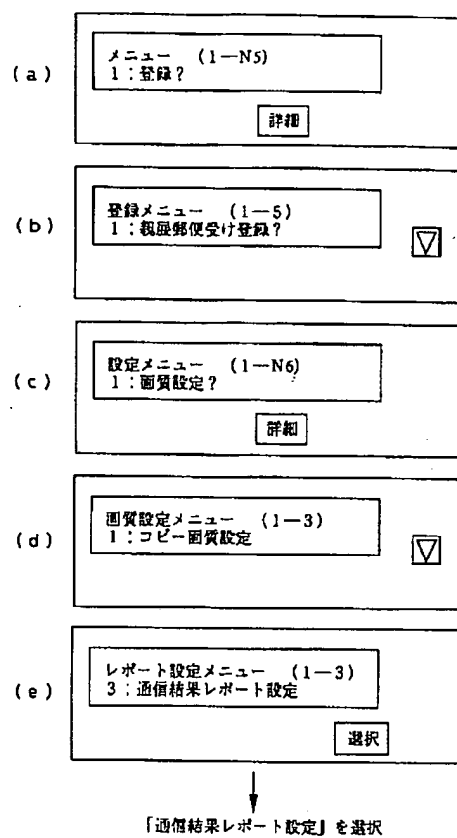 (a)
メニュー (1—N5)
1:登録?
詳細
(b)
登録メニュー (1—5)
1:親展郵便受け登録?
▽
(c)
設定メニュー (1—N6)
1:画質設定?
詳細
(d)
画質設定メニュー (1—3)
1:コピー画質設定
▽
(e)
レポート設定メニュー (1—3)
3:通信結果レポート設定
選択
「通信結果レポート設定」を選択